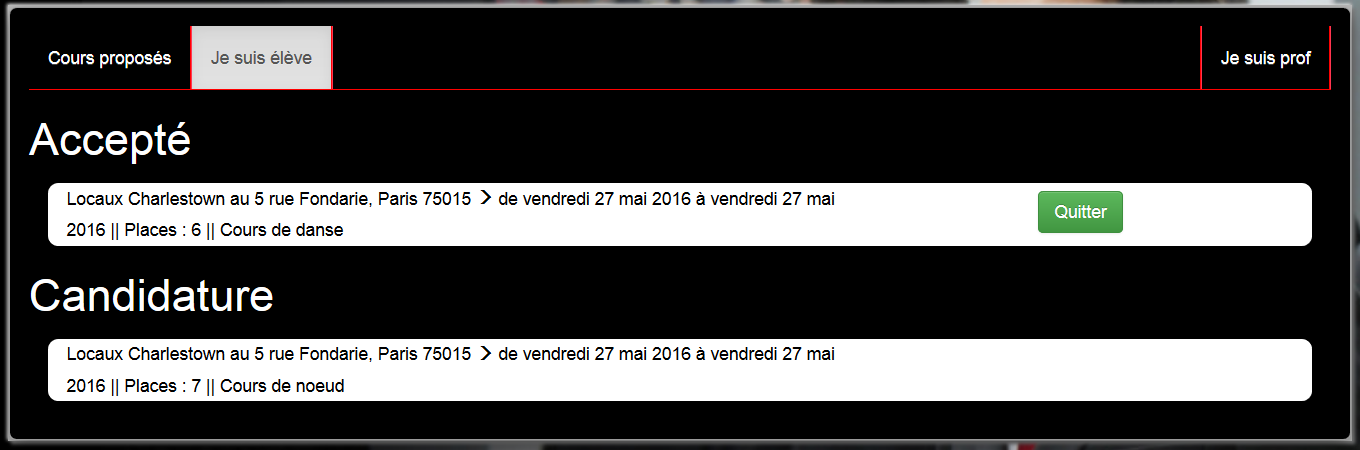 Cours proposés Je suis élève Je suis prof
Accepté
Locaux Charlestown au 5 rue Fondarie, Paris 75015 > de vendredi 27 mai 2016 à vendredi 27 mai
2016 || Places : 6 || Cours de danse
Quitter
Candidature
Locaux Charlestown au 5 rue Fondarie, Paris 75015 > de vendredi 27 mai 2016 à vendredi 27 mai
2016 || Places : 7 || Cours de noeud